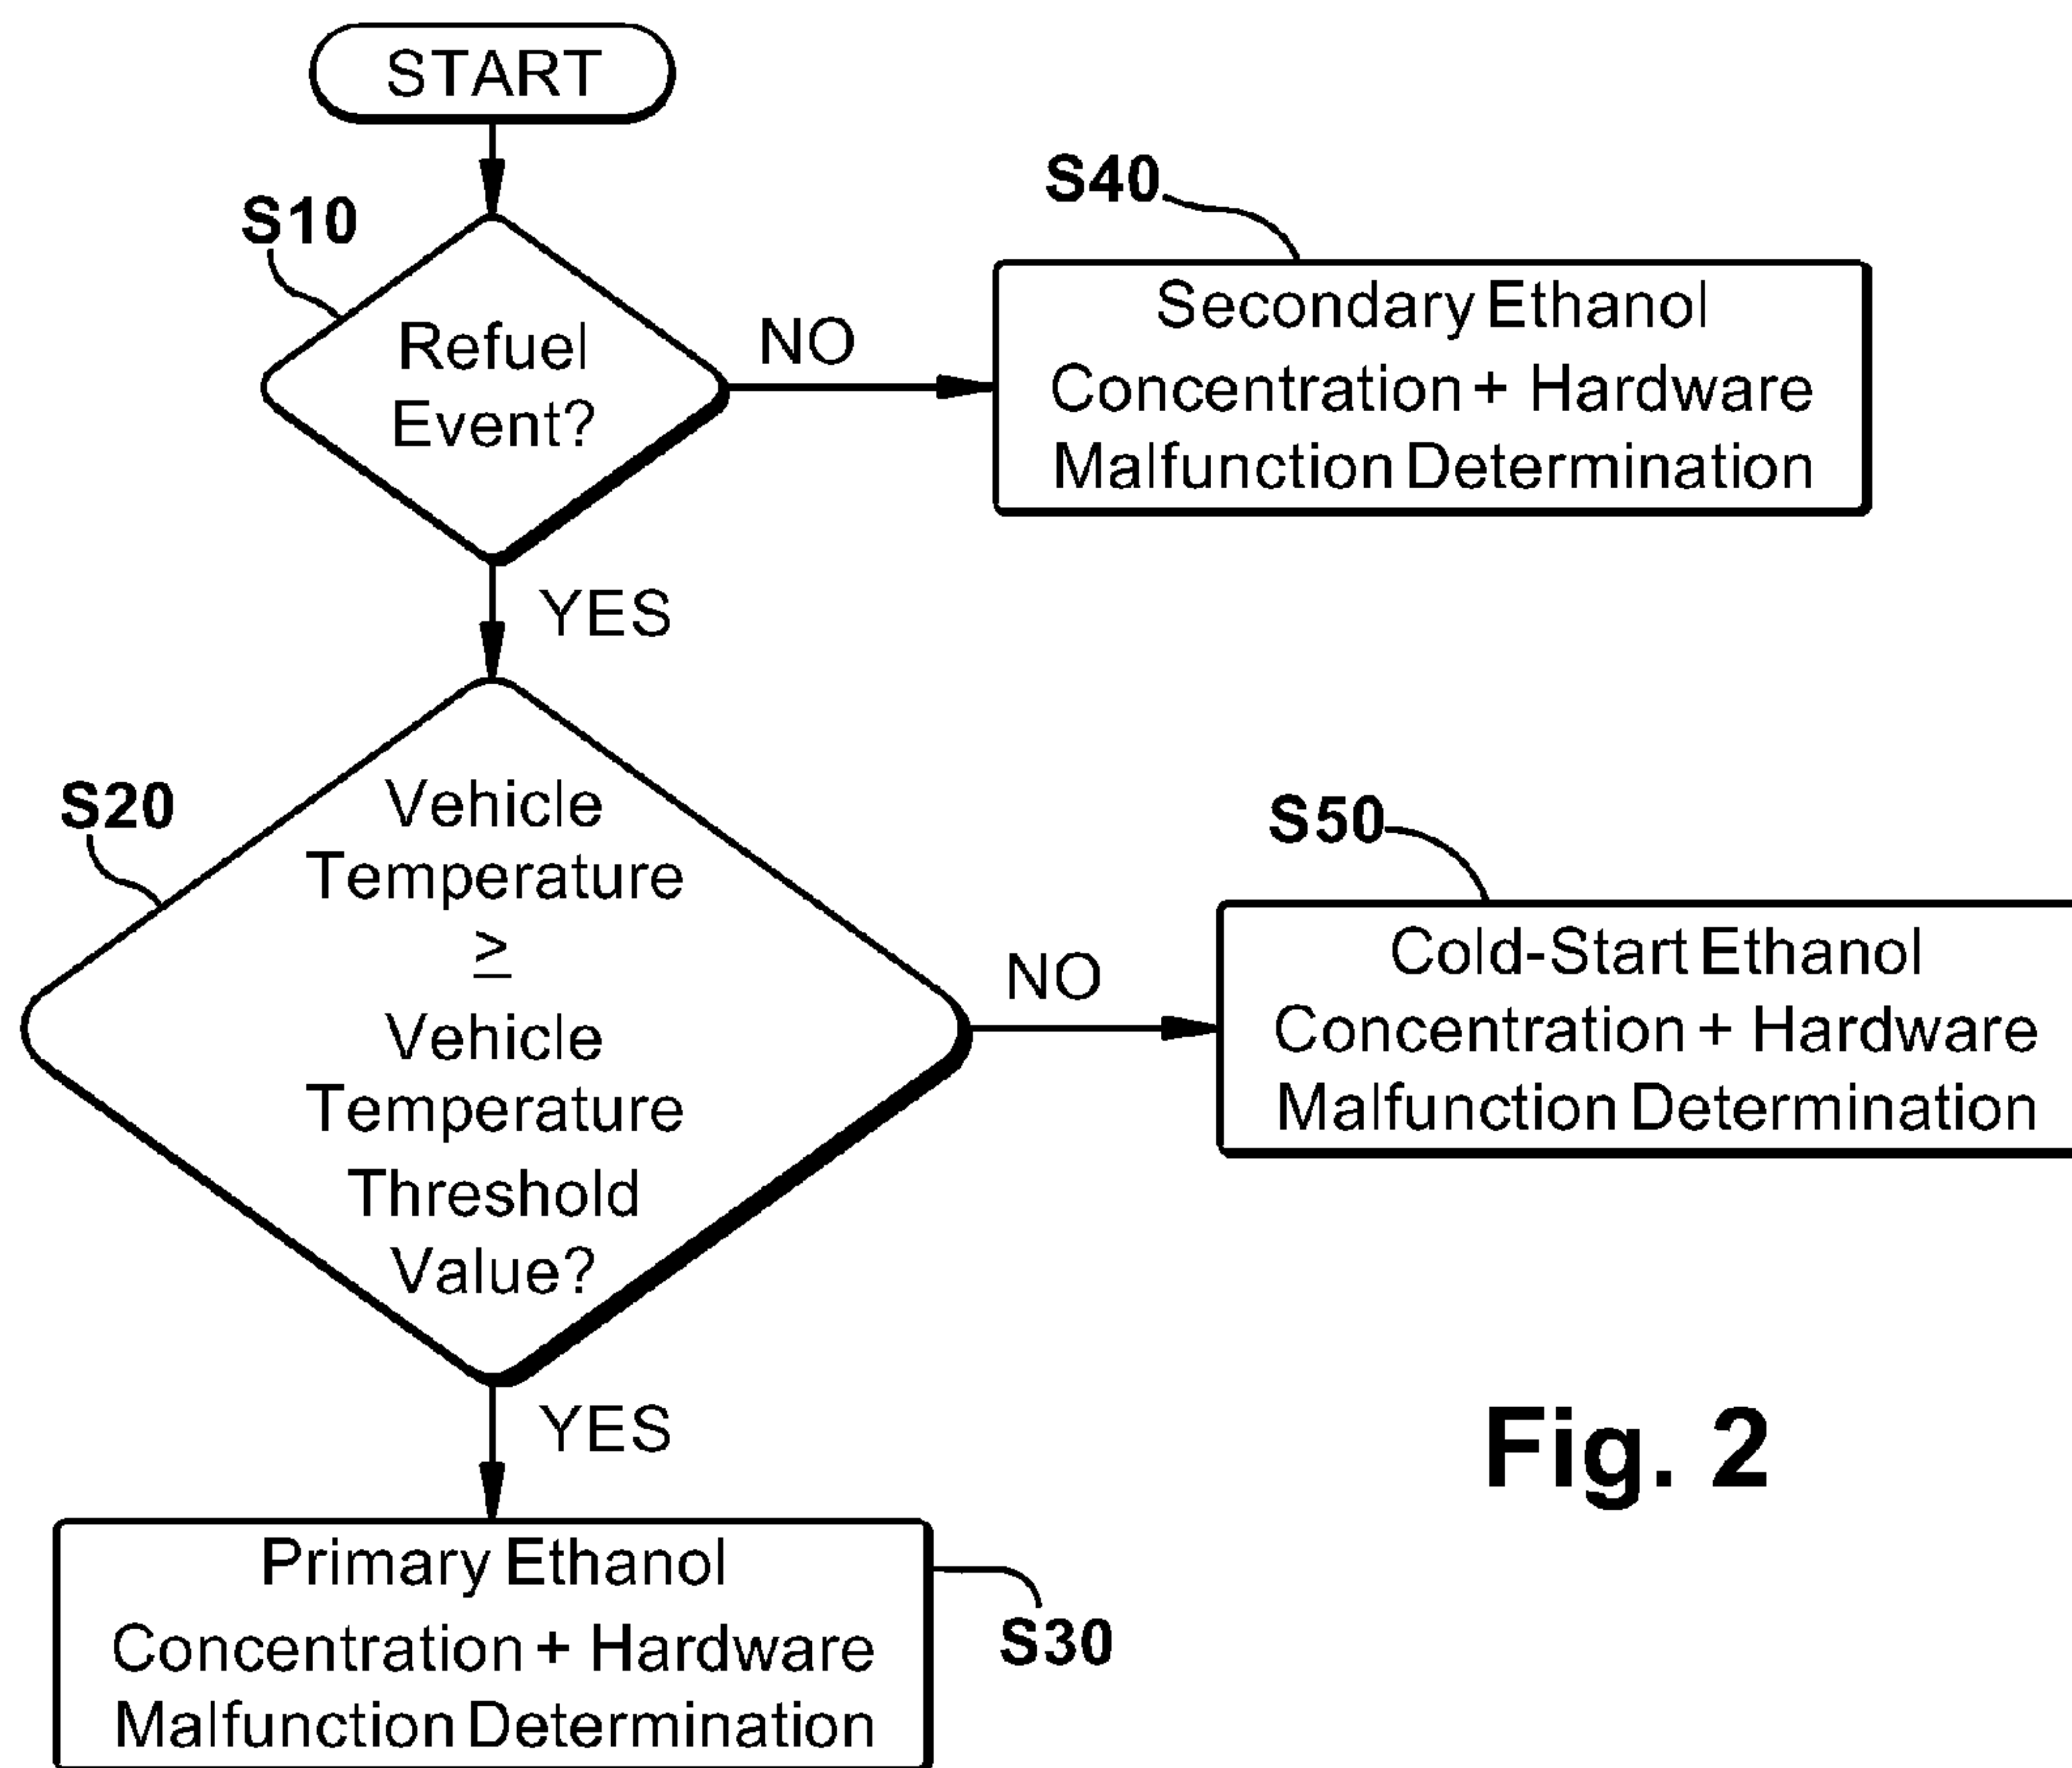 START
S10
Refuel
Event?
NO
S40
Secondary Ethanol
Concentration + Hardware
Malfunction Determination
YES
S20
Vehicle
Temperature
≥
Vehicle
Temperature
Threshold
Value?
NO
S50
Cold-Start Ethanol
Concentration + Hardware
Malfunction Determination
YES
Primary Ethanol
Concentration + Hardware
Malfunction Determination
S30
Fig. 2